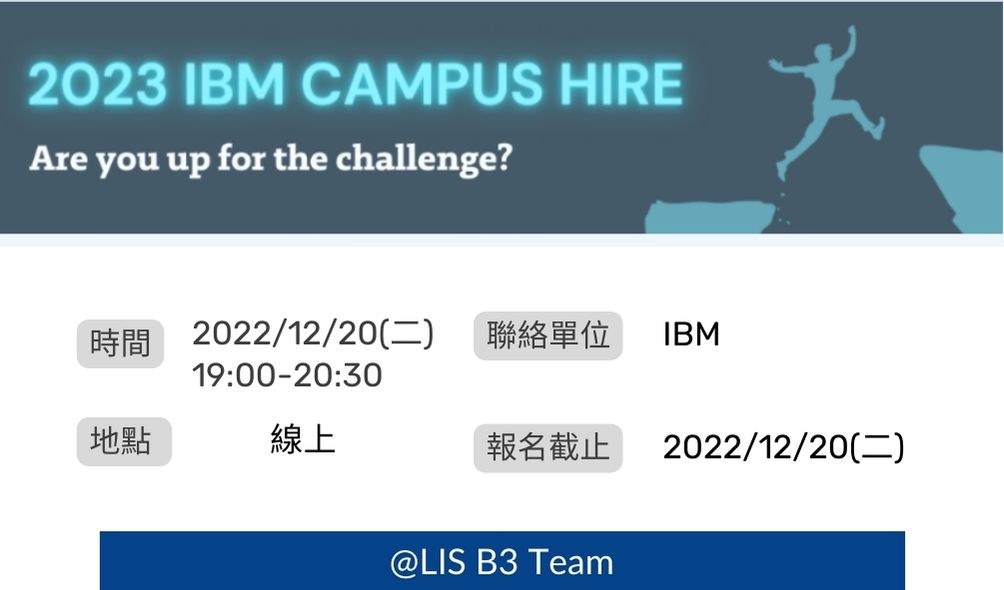 2023 IBM CAMPUS HIRE
Are you up for the challenge?
時間
2022/12/20(二)
19:00-20:30
聯絡單位
IBM
地點
線上
報名截止
2022/12/20(二)
@LIS B3 Team